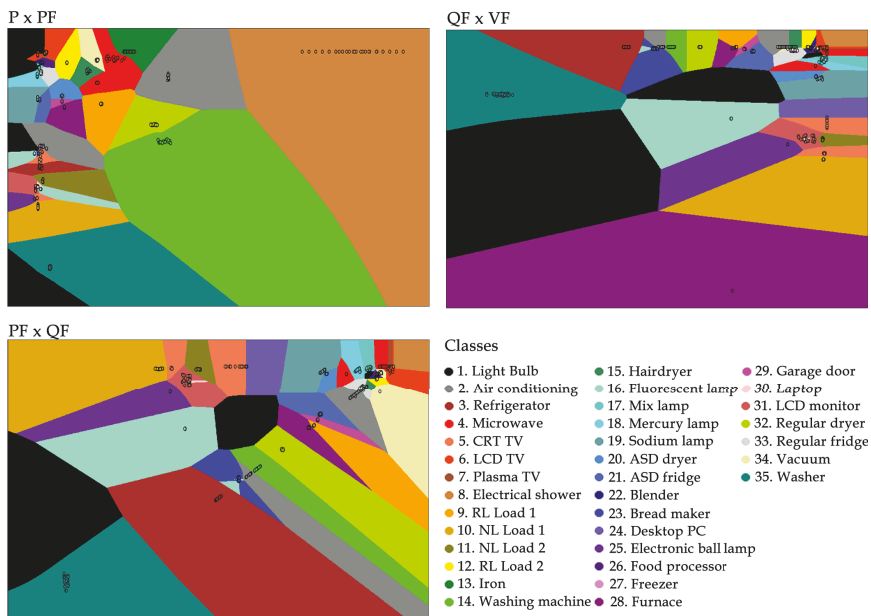 P x PF
QF x VF
PF x QF
Classes
1. Light Bulb
2. Air conditioning
3. Refrigerator
4. Microwave
5. CRT TV
6. LCD TV
7. Plasma TV
8. Electrical shower
9. RL Load 1
10. NL Load 1
11. NL Load 2
12. RL Load 2
13. Iron
14. Washing machine
15. Hairdryer
16. Fluorescent lamp
17. Mix lamp
18. Mercury lamp
19. Sodium lamp
20. ASD dryer
21. ASD fridge
22. Blender
23. Bread maker
24. Desktop PC
25. Electronic ball lamp
26. Food processor
27. Freezer
28. Furnace
29. Garage door
30. Laptop
31. LCD monitor
32. Regular dryer
33. Regular fridge
34. Vacuum
35. Washer